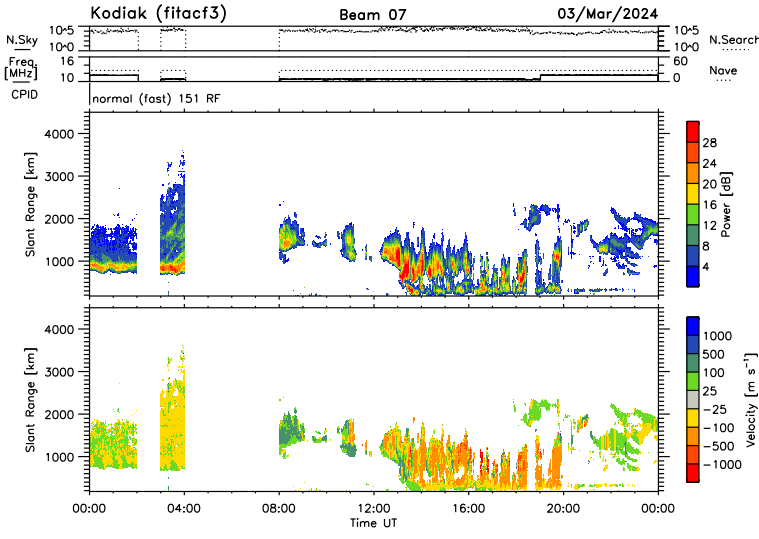 Kodiak (fitacf3) Beam 07 03/Mar/2024
N.Sky 10^5 10^0 10^5 10^0 N.Search
Freq. [MHz] 16 10 60 0 Nave
CPID normal (fast) 151 RF
Slant Range [km] 4000 3000 2000 1000
28 24 20 16 12 8 4 Power [dB]
Slant Range [km] 4000 3000 2000 1000
1000 500 100 25 −25 −100 −500 −1000 Velocity [m s⁻¹]
00:00 04:00 08:00 12:00 16:00 20:00 00:00
Time UT